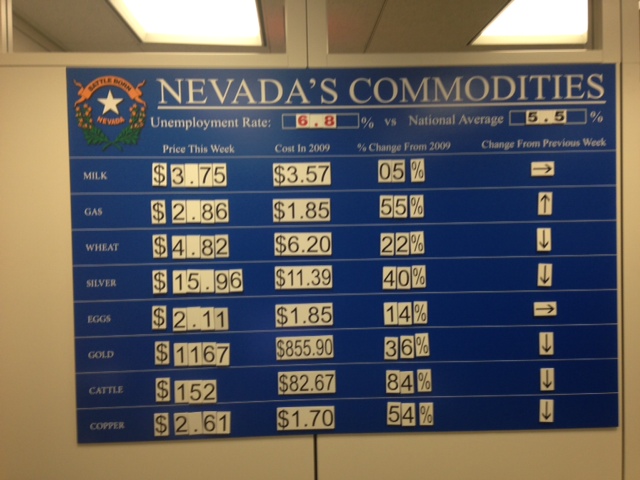 BATTLE BORN
NEVADA
NEVADA'S COMMODITIES
Unemployment Rate: 6.8 % vs National Average 5.5 %
Price This Week Cost In 2009 % Change From 2009 Change From Previous Week
MILK $3.75 $3.57 05% →
GAS $2.86 $1.85 55% ↑
WHEAT $4.82 $6.20 22% ↓
SILVER $15.96 $11.39 40% ↓
EGGS $2.11 $1.85 14% →
GOLD $1167 $855.90 36% ↓
CATTLE $152 $82.67 84% ↓
COPPER $2.61 $1.70 54% ↓